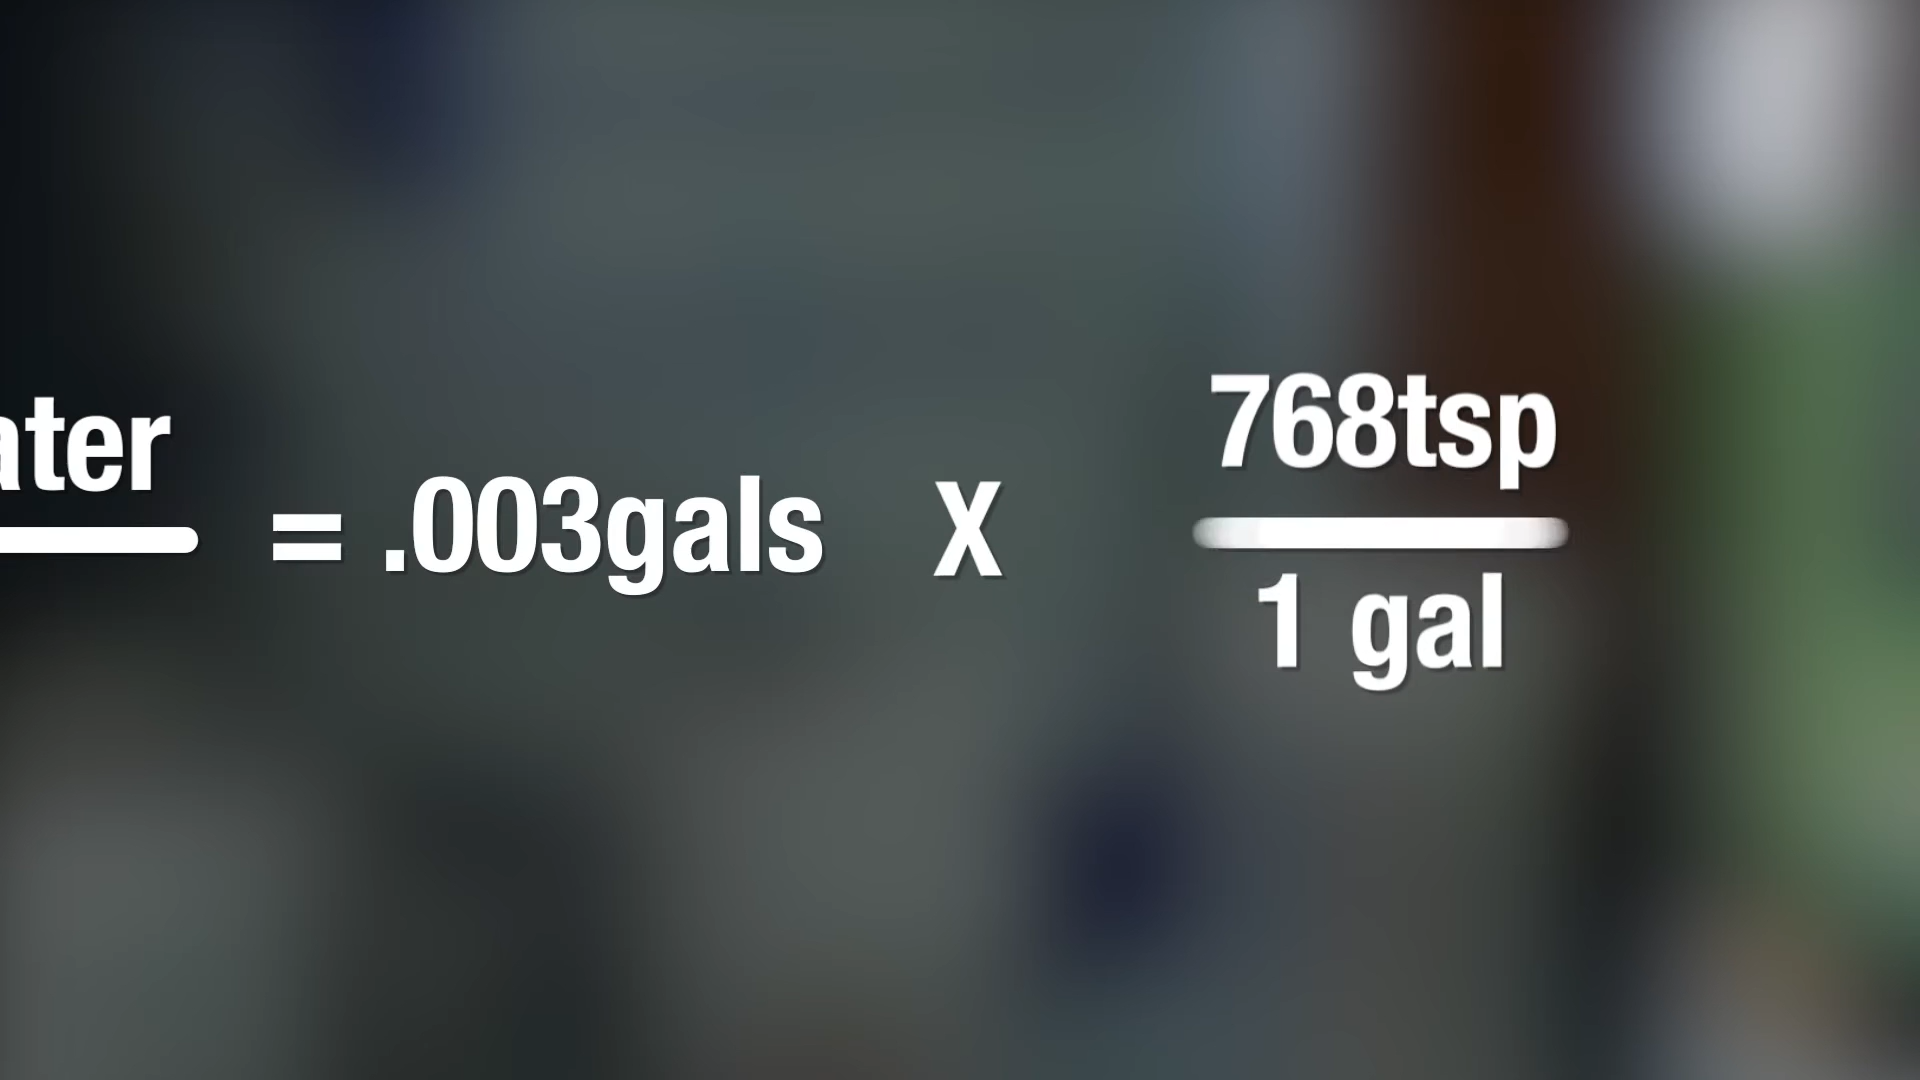 ater
= .003gals X
768tsp
1 gal